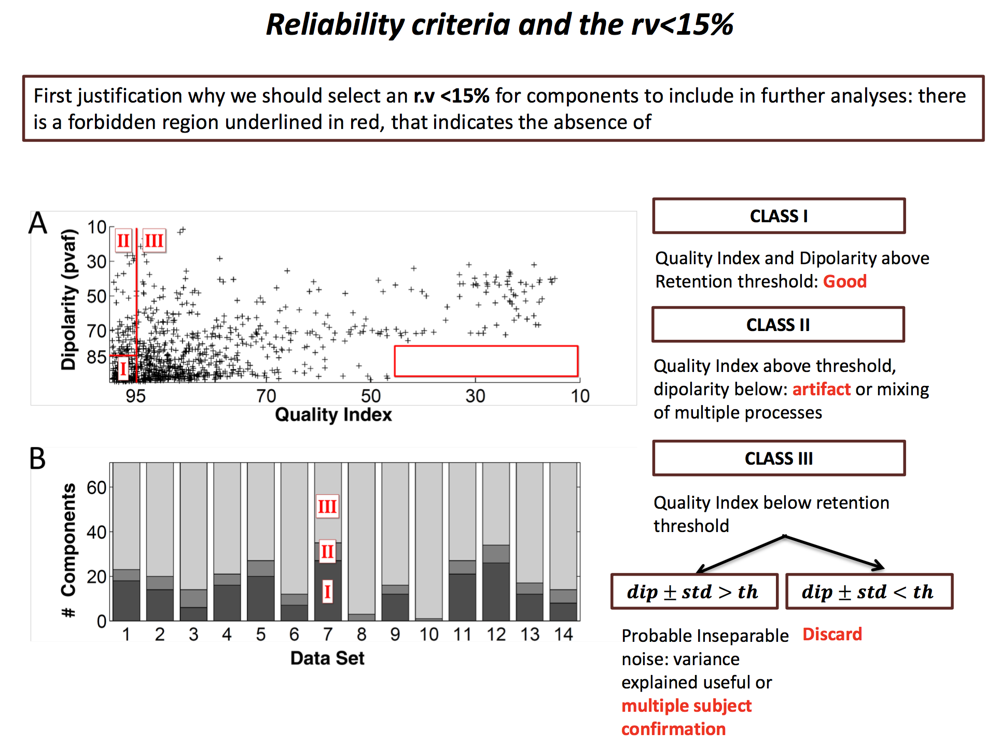 Reliability criteria and the rv<15%
First justification why we should select an r.v <15% for components to include in further analyses: there
is a forbidden region underlined in red, that indicates the absence of
A
Dipolarity (pvaf)
10
30
50
70
85
II
III
I
95
70
50
30
10
Quality Index
B
# Components
60
40
20
0
III
II
I
1
2
3
4
5
6
7
8
9
10
11
12
13
14
Data Set
CLASS I
Quality Index and Dipolarity above
Retention threshold: Good
CLASS II
Quality Index above threshold,
dipolarity below: artifact or mixing
of multiple processes
CLASS III
Quality Index below retention
threshold
dip ± std > th
dip ± std < th
Probable Inseparable
noise: variance
explained useful or
multiple subject
confirmation
Discard